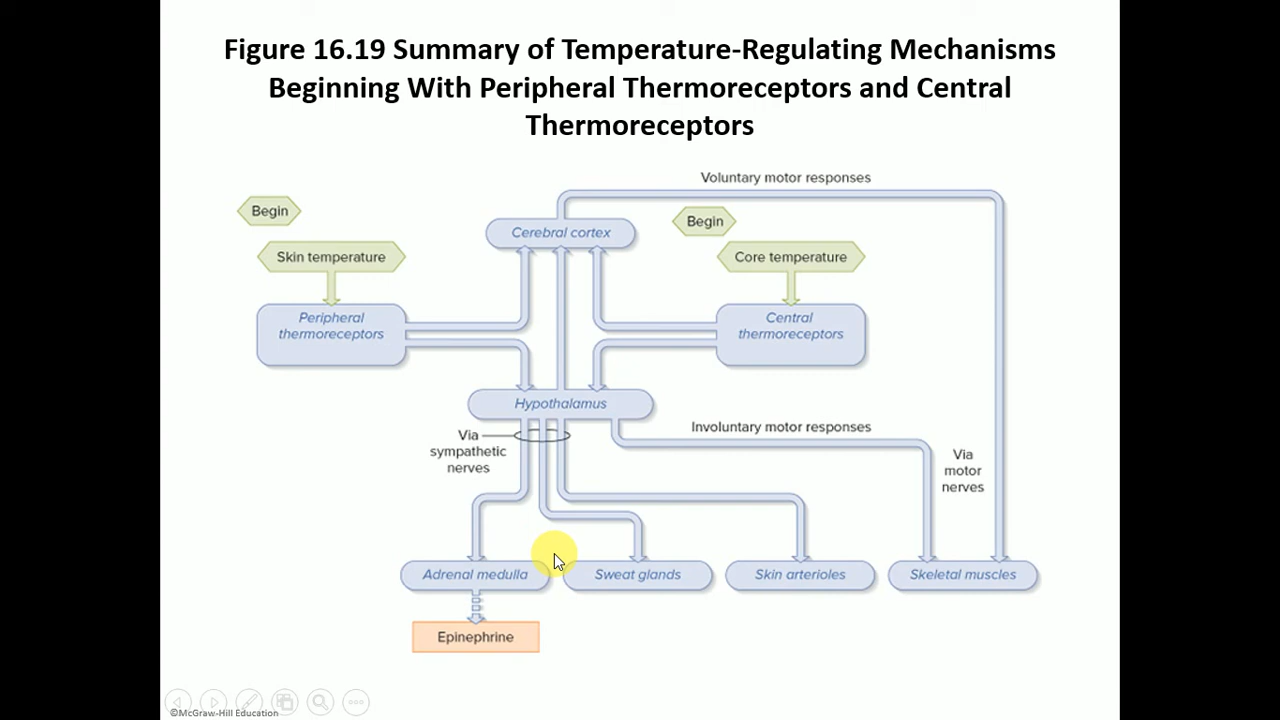 Figure 16.19 Summary of Temperature-Regulating Mechanisms
Beginning With Peripheral Thermoreceptors and Central
Thermoreceptors
Voluntary motor responses
Begin
Cerebral cortex
Begin
Skin temperature
Core temperature
Peripheral
thermoreceptors
Central
thermoreceptors
Hypothalamus
Via
sympathetic
nerves
Involuntary motor responses
Via
motor
nerves
Adrenal medulla
Sweat glands
Skin arterioles
Skeletal muscles
Epinephrine
©McGraw-Hill Education